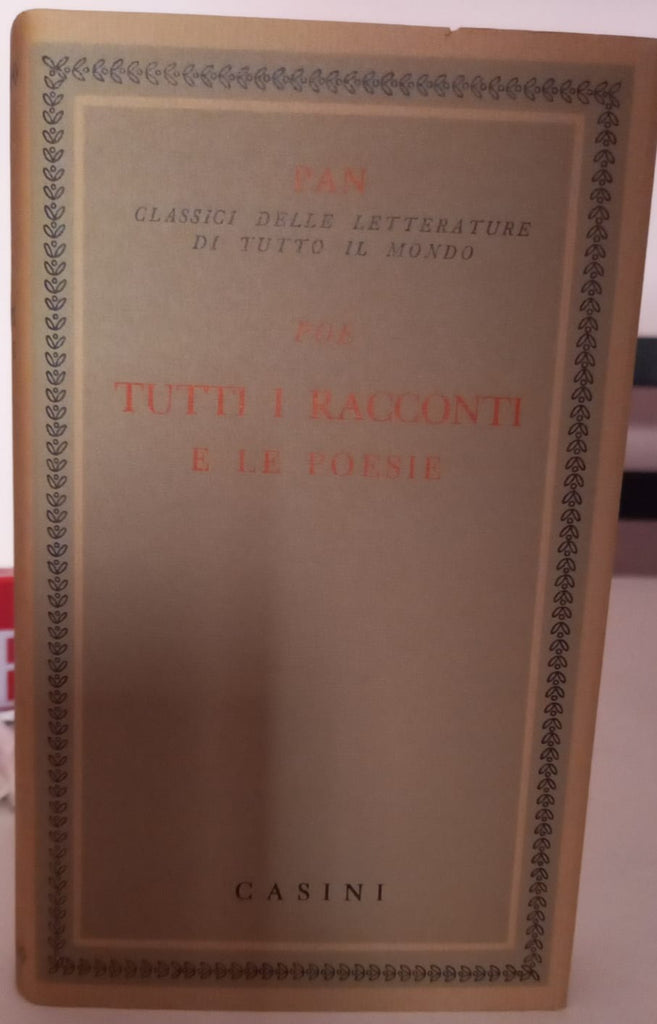 PAN
CLASSICI DELLE LETTERATURE
DI TUTTO IL MONDO
POE
TUTTI I RACCONTI
E LE POESIE
CASINI